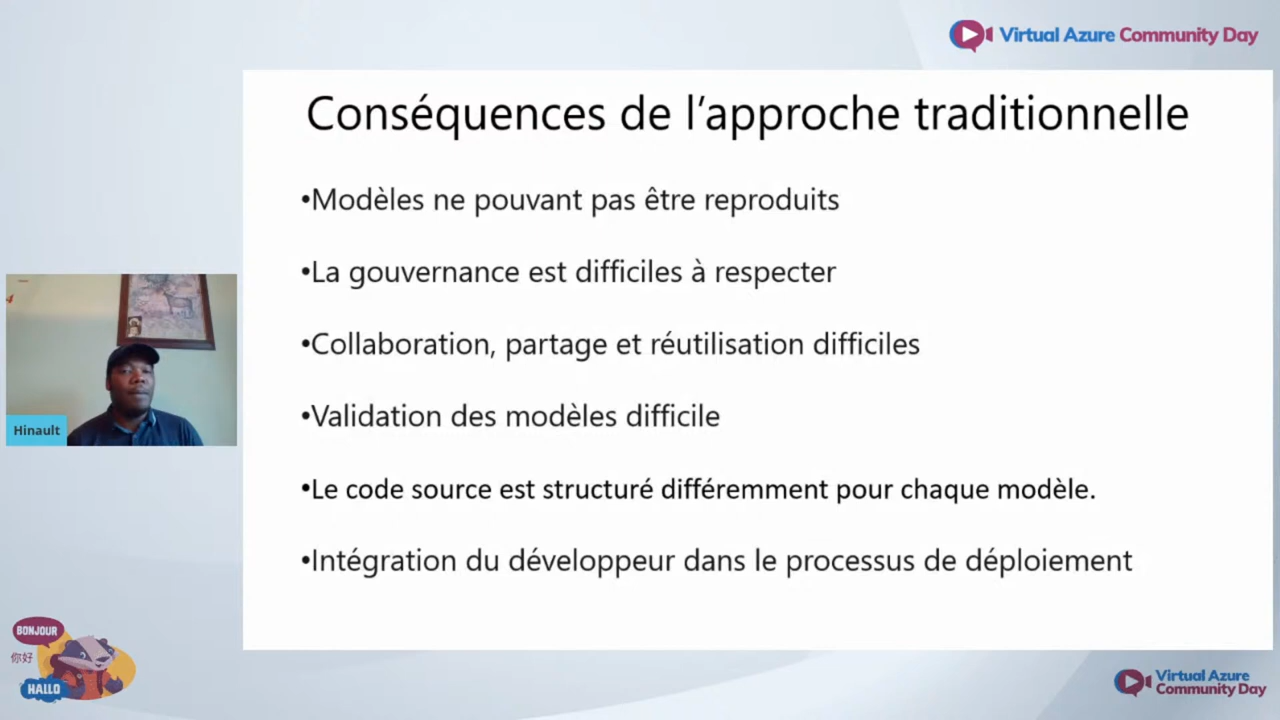 Virtual Azure Community Day
Conséquences de l’approche traditionnelle
•Modèles ne pouvant pas être reproduits
•La gouvernance est difficiles à respecter
•Collaboration, partage et réutilisation difficiles
•Validation des modèles difficile
•Le code source est structuré différemment pour chaque modèle.
•Intégration du développeur dans le processus de déploiement
Hinault
BONJOUR
你好
HALLO
Virtual Azure
Community Day